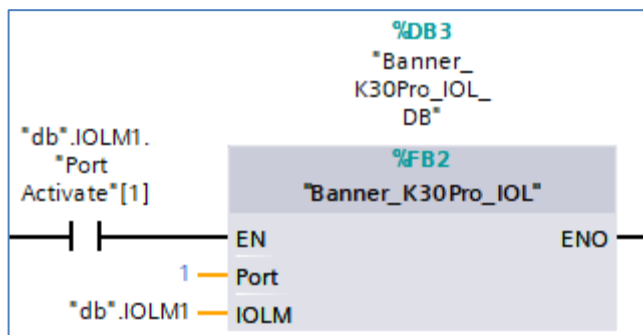 %DB3
"Banner_
K30Pro_IOL_
DB"
"db".IOLM1.
"Port
Activate"[1]
%FB2
"Banner_K30Pro_IOL"
EN
ENO
1
Port
"db".IOLM1
IOLM